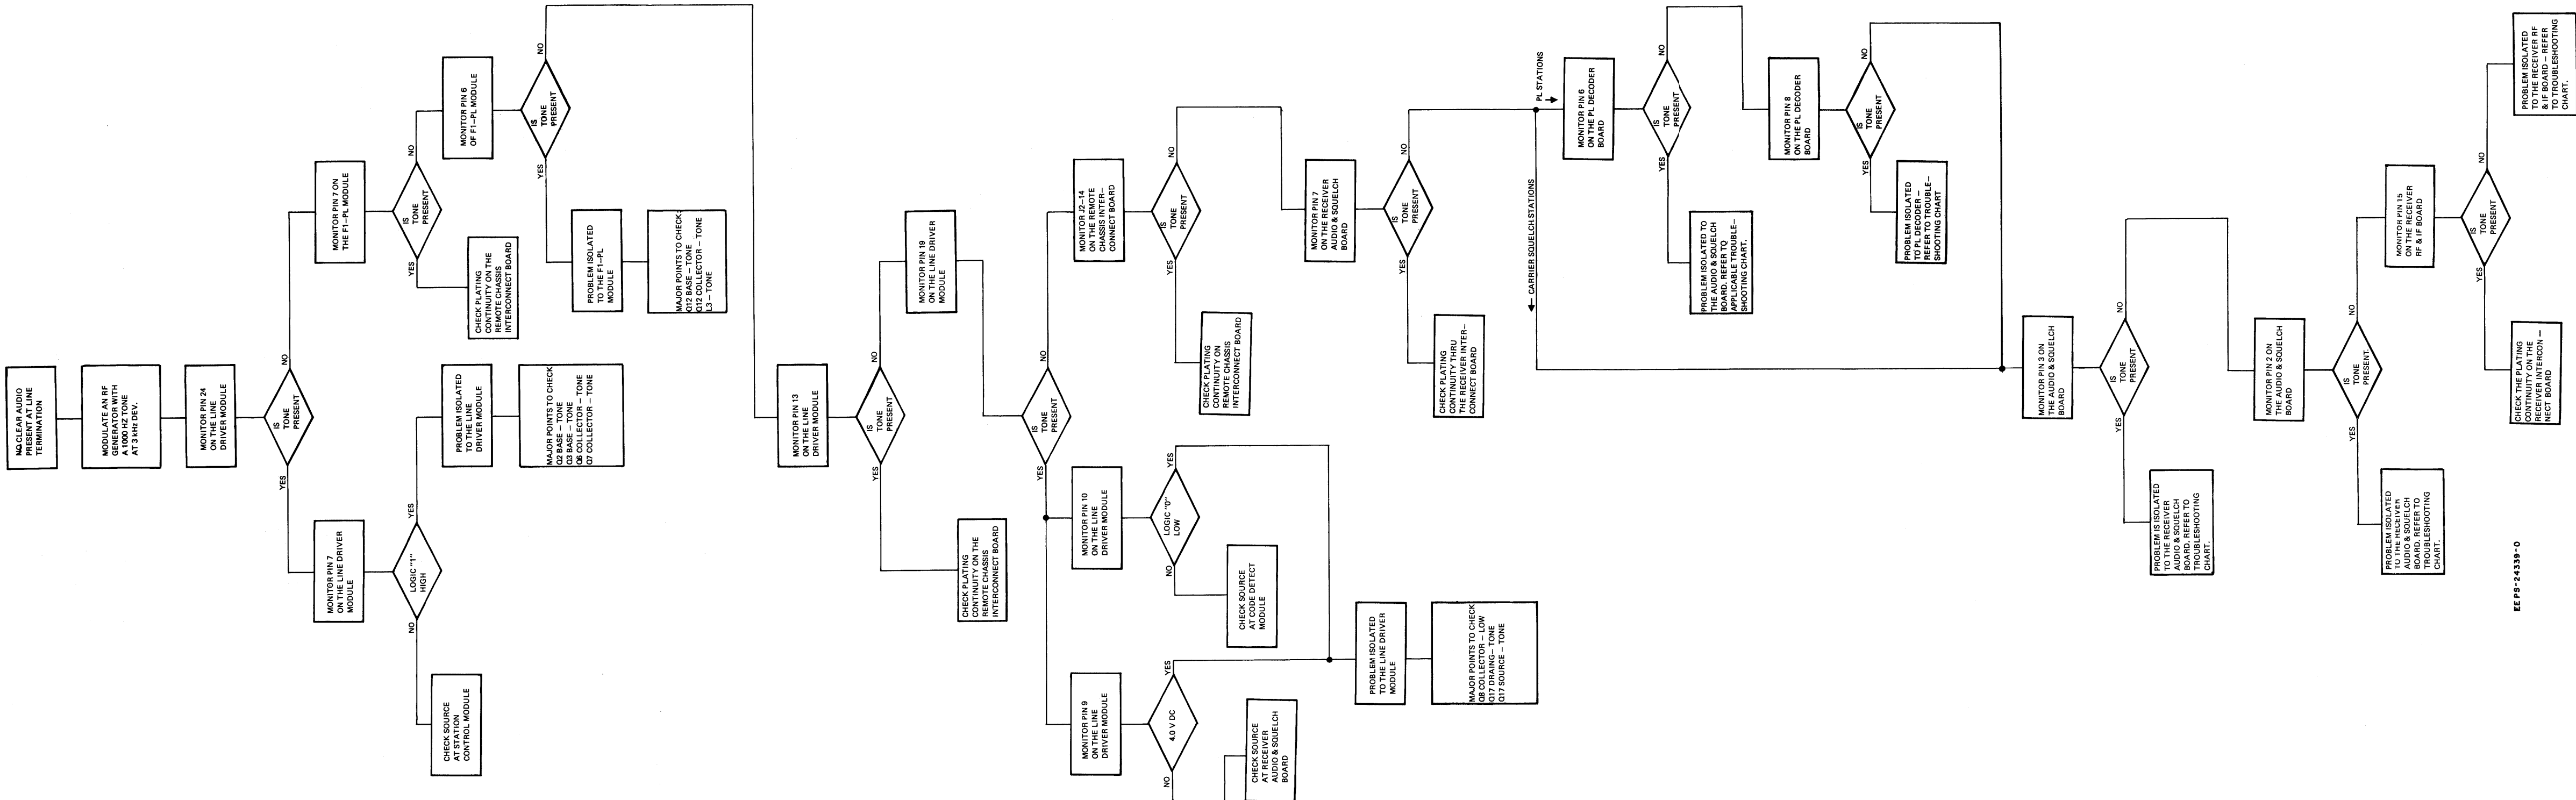 NO CLEAR AUDIO
PRESENT AT LINE
TERMINATION
MODULATE AN RF
GENERATOR WITH
A 1000 HZ TONE
AT 3 kHz DEV.
MONITOR PIN 24
ON THE LINE
DRIVER MODULE
IS
TONE
PRESENT
YES
NO
MONITOR PIN 7
ON THE LINE DRIVER
MODULE
LOGIC "1"
HIGH
NO
YES
CHECK SOURCE
AT STATION
CONTROL MODULE
PROBLEM ISOLATED
TO THE LINE
DRIVER MODULE
MAJOR POINTS TO CHECK
Q2 BASE – TONE
Q3 BASE – TONE
Q6 COLLECTOR – TONE
Q7 COLLECTOR – TONE
MONITOR PIN 7 ON
THE F1–PL MODULE
IS
TONE
PRESENT
YES
NO
CHECK PLATING
CONTINUITY ON THE
REMOTE CHASSIS
INTERCONNECT BOARD
MONITOR PIN 6
OF F1–PL MODULE
IS
TONE
PRESENT
YES
NO
PROBLEM ISOLATED
TO THE F1–PL
MODULE
MAJOR POINTS TO CHECK:
Q12 BASE – TONE
Q12 COLLECTOR – TONE
L3 – TONE
MONITOR PIN 13
ON THE LINE
DRIVER MODULE
IS
TONE
PRESENT
YES
NO
CHECK PLATING
CONTINUITY ON THE
REMOTE CHASSIS
INTERCONNECT BOARD
MONITOR PIN 19
ON THE LINE DRIVER
MODULE
IS
TONE
PRESENT
YES
NO
MONITOR PIN 9
ON THE LINE
DRIVER MODULE
4.0 V DC
NO
YES
CHECK SOURCE
AT RECEIVER
AUDIO & SQUELCH
BOARD
MONITOR PIN 10
ON THE LINE
DRIVER MODULE
LOGIC "0"
LOW
NO
YES
CHECK SOURCE
AT CODE DETECT
MODULE
PROBLEM ISOLATED
TO THE LINE DRIVER
MODULE
MAJOR POINTS TO CHECK
Q8 COLLECTOR – LOW
Q17 DRAING– TONE
Q17 SOURCE – TONE
MONITOR J2–14
ON THE REMOTE
CHASSIS INTER–
CONNECT BOARD
IS
TONE
PRESENT
YES
NO
CHECK PLATING
CONTINUITY ON
REMOTE CHASSIS
INTERCONNECT BOARD
MONITOR PIN 7
ON THE RECEIVER
AUDIO & SQUELCH
BOARD
IS
TONE
PRESENT
YES
NO
CHECK PLATING
CONTINUITY THRU
THE RECEIVER INTER–
CONNECT BOARD
CARRIER SQUELCH STATIONS
PL STATIONS
MONITOR PIN 6
ON THE PL DECODER
BOARD
IS
TONE
PRESENT
YES
NO
PROBLEM ISOLATED TO
THE AUDIO & SQUELCH
BOARD. REFER TO
APPLICABLE TROUBLE–
SHOOTING CHART.
MONITOR PIN 8
ON THE PL DECODER
BOARD
IS
TONE
PRESENT
YES
NO
PROBLEM ISOLATED
TO PL DECODER –
REFER TO TROUBLE–
SHOOTING CHART
MONITOR PIN 3 ON
THE AUDIO & SQUELCH
BOARD
IS
TONE
PRESENT
YES
NO
PROBLEM IS ISOLATED
TO THE RECEIVER
AUDIO & SQUELCH
BOARD. REFER TO
TROUBLESHOOTING
CHART.
MONITOR PIN 2 ON
THE AUDIO & SQUELCH
BOARD
IS
TONE
PRESENT.
YES
NO
PROBLEM ISOLATED
TO THE RECEIVER
AUDIO & SQUELCH
BOARD. REFER TO
TROUBLESHOOTING
CHART.
MONITOR PIN 15
ON THE RECEIVER
RF & IF BOARD
IS
TONE
PRESENT
YES
NO
CHECK THE PLATING
CONTINUITY ON THE
RECEIVER INTERCON –
NECT BOARD
PROBLEM ISOLATED
TO THE RECEIVER RF
& IF BOARD – REFER
TO TROUBLESHOOTING
CHART.
EEPS-24339-O